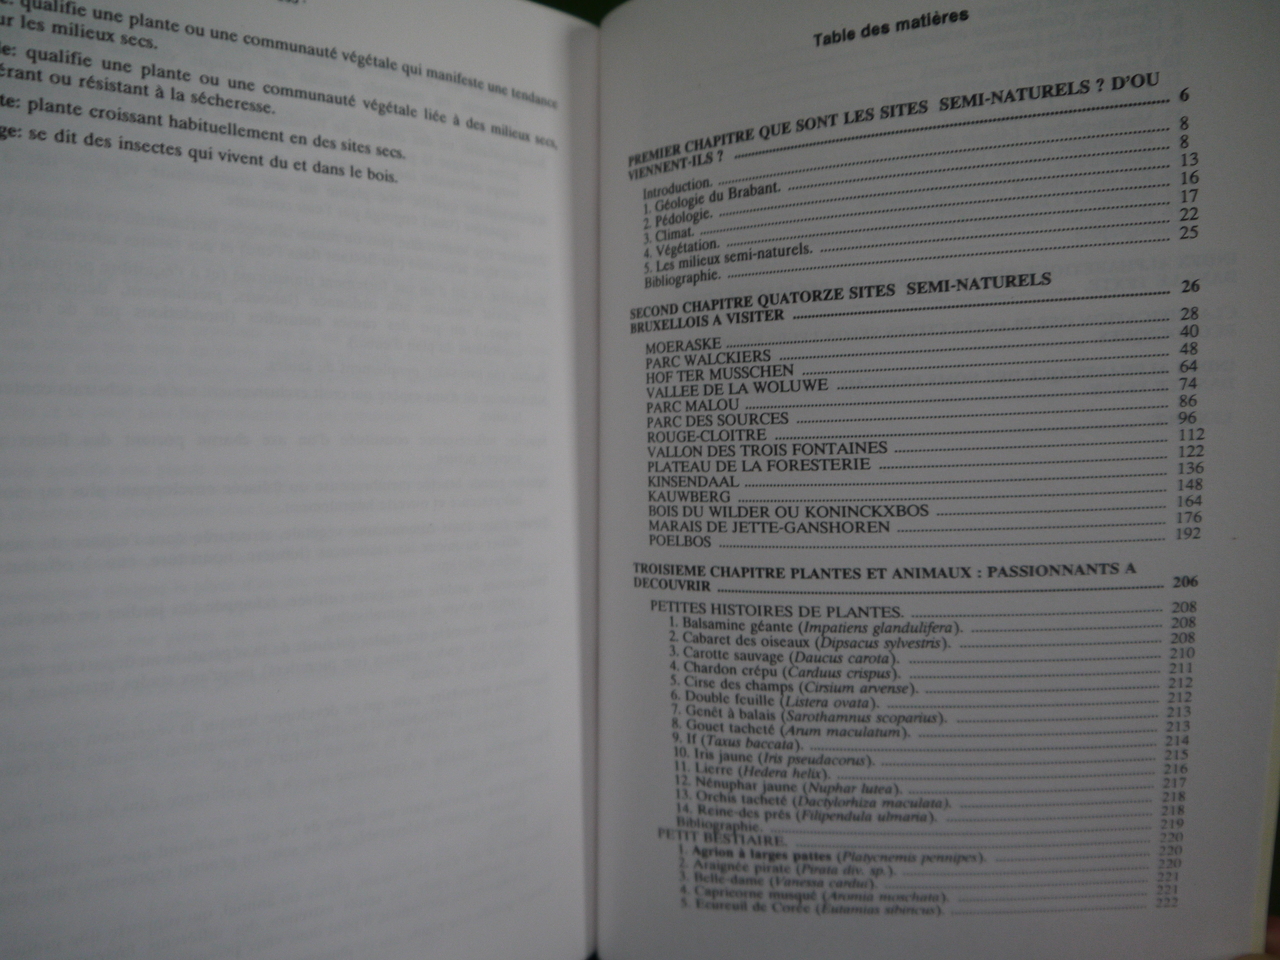 qualifie une plante ou une communauté végétale qui manifeste une tendance
ur les milieux secs.
le: qualifie une plante ou une communauté végétale liée à des milieux secs,
érant ou résistant à la sécheresse.
te: plante croissant habituellement en des sites secs.
ge: se dit des insectes qui vivent du et dans le bois.
Table des matières
PREMIER CHAPITRE QUE SONT LES SITES SEMI-NATURELS ? D'OU
VIENNENT-ILS ? 6
Introduction. 8
1. Géologie du Brabant. 8
2. Pédologie. 13
3. Climat. 16
4. Végétation. 17
5. Les milieux semi-naturels. 22
Bibliographie. 25
SECOND CHAPITRE QUATORZE SITES SEMI-NATURELS
BRUXELLOIS A VISITER 26
MOERASKE 28
PARC WALCKIERS 40
HOF TER MUSSCHEN 48
VALLEE DE LA WOLUWE 64
PARC MALOU 74
PARC DES SOURCES 86
ROUGE-CLOITRE 96
VALLON DES TROIS FONTAINES 112
PLATEAU DE LA FORESTERIE 122
KINSENDAAL 136
KAUWBERG 148
BOIS DU WILDER OU KONINCKXBOS 164
MARAIS DE JETTE-GANSHOREN 176
POELBOS 192
TROISIEME CHAPITRE PLANTES ET ANIMAUX : PASSIONNANTS A
DECOUVRIR 206
PETITES HISTOIRES DE PLANTES. 208
1. Balsamine géante (Impatiens glandulifera). 208
2. Cabaret des oiseaux (Dipsacus sylvestris). 208
3. Carotte sauvage (Daucus carota). 210
4. Chardon crépu (Carduus crispus). 211
5. Cirse des champs (Cirsium arvense). 212
6. Double feuille (Listera ovata). 212
7. Genêt à balais (Sarothamnus scoparius). 213
8. Gouet tacheté (Arum maculatum). 213
9. If (Taxus baccata). 214
10. Iris jaune (Iris pseudacorus). 215
11. Lierre (Hedera helix). 216
12. Nénuphar jaune (Nuphar lutea). 217
13. Orchis tacheté (Dactylorhiza maculata). 218
14. Reine-des prés (Filipendula ulmaria). 218
Bibliographie. 219
PETIT BESTIAIRE. 220
1. Agrion à larges pattes (Platycnemis pennipes). 220
2. Araignée pirate (Pirata div. sp.). 220
3. Belle-dame (Vanessa cardui). 221
4. Capricorne musqué (Aromia moschata). 221
5. Ecureuil de Corée (Eutamias sibiricus). 222